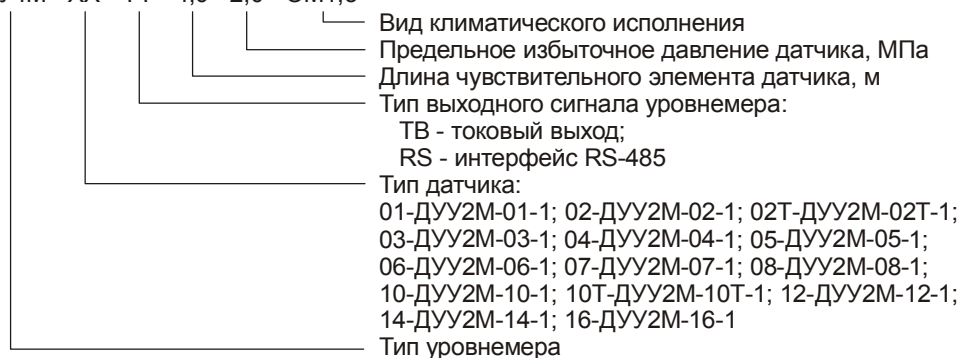 Вид климатического исполнения
Предельное избыточное давление датчика, МПа
Длина чувствительного элемента датчика, м
Тип выходного сигнала уровнемера:
ТВ - токовый выход;
RS - интерфейс RS-485
Тип датчика:
01-ДУУ2М-01-1; 02-ДУУ2М-02-1; 02Т-ДУУ2М-02Т-1;
03-ДУУ2М-03-1; 04-ДУУ2М-04-1; 05-ДУУ2М-05-1;
06-ДУУ2М-06-1; 07-ДУУ2М-07-1; 08-ДУУ2М-08-1;
10-ДУУ2М-10-1; 10Т-ДУУ2М-10Т-1; 12-ДУУ2М-12-1;
14-ДУУ2М-14-1; 16-ДУУ2М-16-1
Тип уровнемера